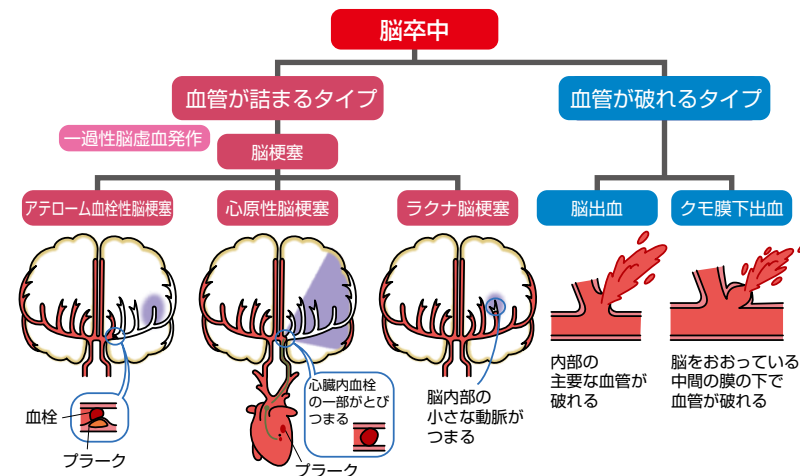 脳卒中
血管が詰まるタイプ
血管が破れるタイプ
一過性脳虚血発作
脳梗塞
アテローム血栓性脳梗塞
心原性脳梗塞
ラクナ脳梗塞
脳出血
クモ膜下出血
血栓
プラーク
心臓内血栓
の一部がとび
つまる
プラーク
脳内部の
小さな動脈が
つまる
内部の
主要な血管が
破れる
脳をおおっている
中間の膜の下で
血管が破れる